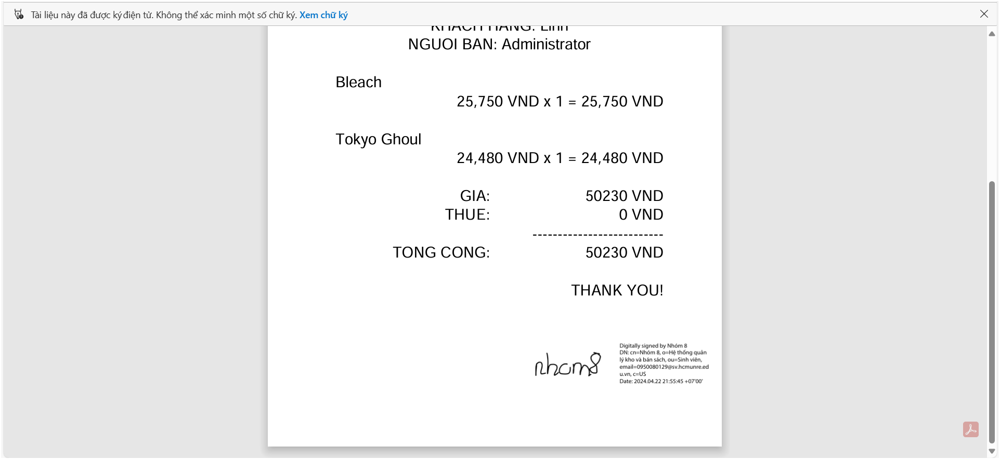 Tài liệu này đã được ký điện tử. Không thể xác minh một số chữ ký. Xem chữ ký
KHACH HANG: Linh
NGUOI BAN: Administrator
Bleach
25,750 VND x 1 = 25,750 VND
Tokyo Ghoul
24,480 VND x 1 = 24,480 VND
GIA: 50230 VND
THUE: 0 VND
--------------------------
TONG CONG: 50230 VND
THANK YOU!
nhom8
Digitally signed by Nhóm 8
DN: cn=Nhóm 8, o=Hệ thống quản
lý kho và bán sách, ou=Sinh viên,
email=0950080129@sv.hcmunre.ed
u.vn, c=US
Date: 2024.04.22 21:55:45 +07'00'